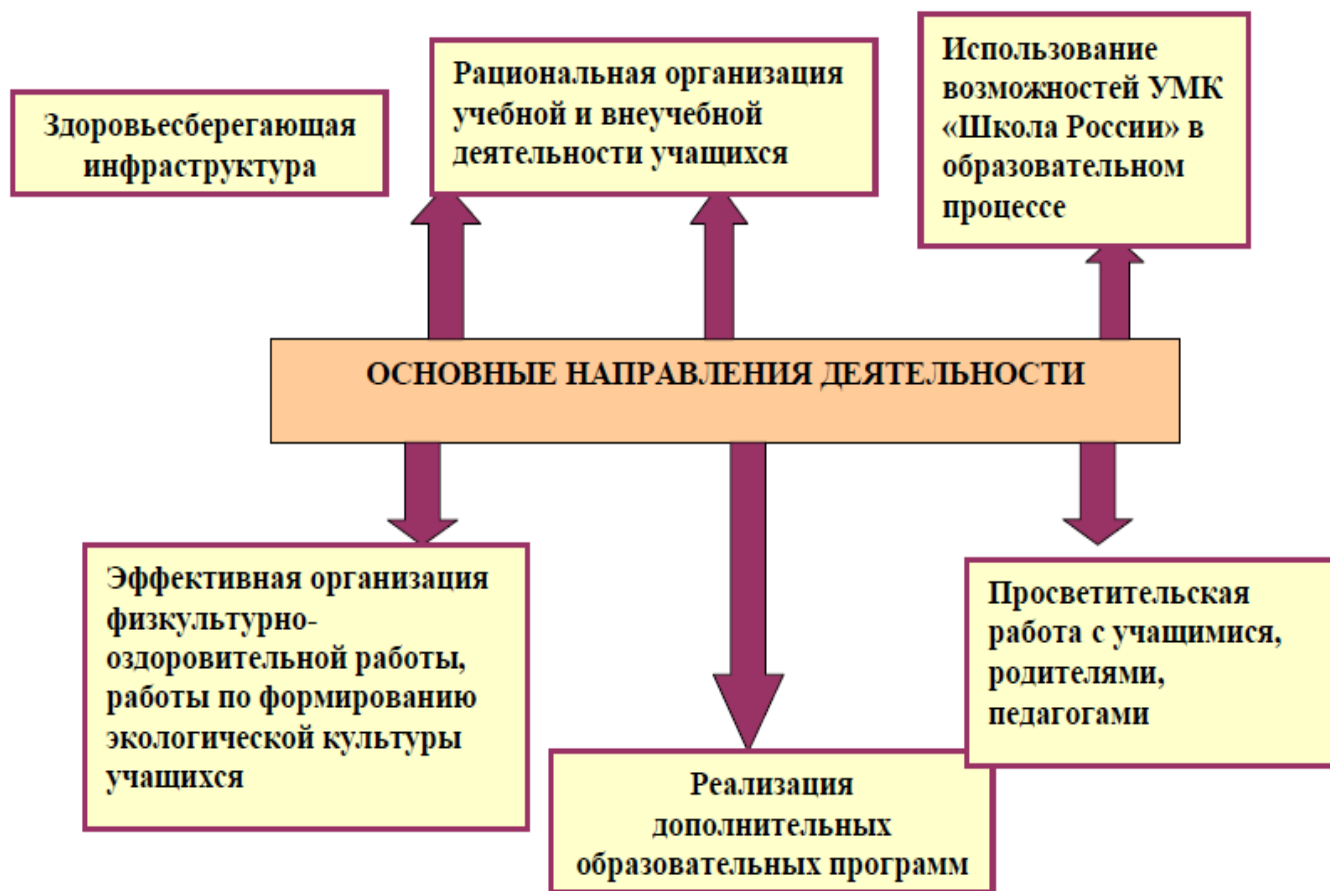 Здоровьесберегающая
инфраструктура
Рациональная организация
учебной и внеучебной
деятельности учащихся
Использование
возможностей УМК
«Школа России» в
образовательном
процессе
ОСНОВНЫЕ НАПРАВЛЕНИЯ ДЕЯТЕЛЬНОСТИ
Эффективная организация
физкультурно-
оздоровительной работы,
работы по формированию
экологической культуры
учащихся
Реализация
дополнительных
образовательных программ
Просветительская
работа с учащимися,
родителями,
педагогами